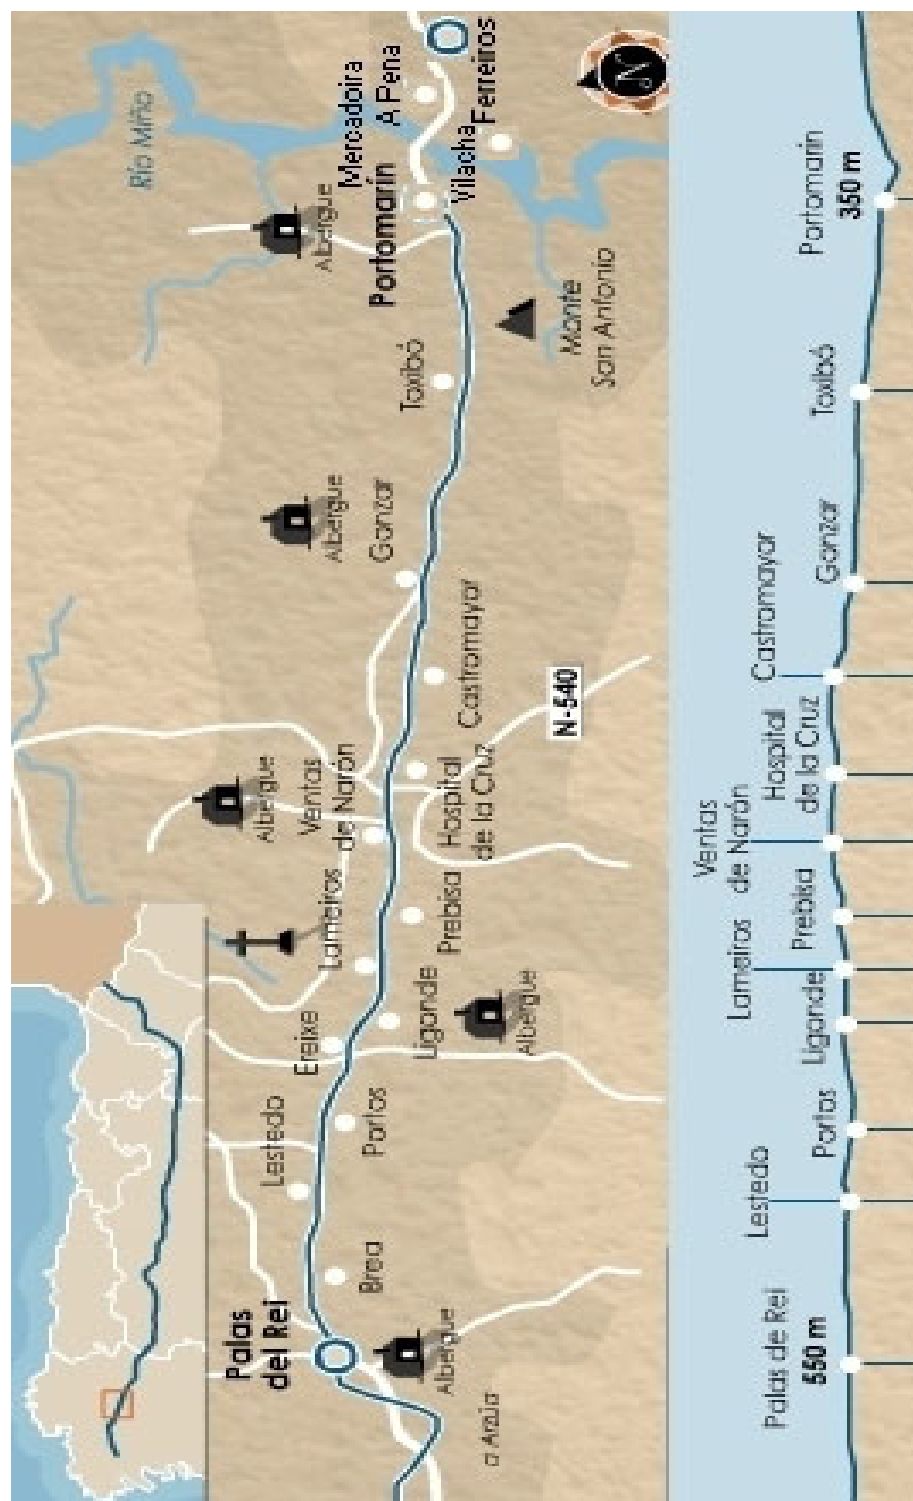 Río Miño
Palas
del Rei
Lestedo
Ereixe
Lameiros
Albergue
Ventas
de Narón
Albergue
Gonzar
Toxibó
Albergue
Portomarín
Mercadoira
A Pena
Vilacha
Ferreiros
Brea
Portos
Ligonde
Prebisa
Hospital
de la Cruz
Castromayor
Albergue
a Arzúa
Albergue
N-540
Monte
San Antonio
N
Ventas
de Narón
Lameiros
Lestedo
Castromayor
Hospital
de la Cruz
Palas de Rei
550 m
Portos
Ligonde
Prebisa
Gonzar
Toxibó
Portomarín
350 m